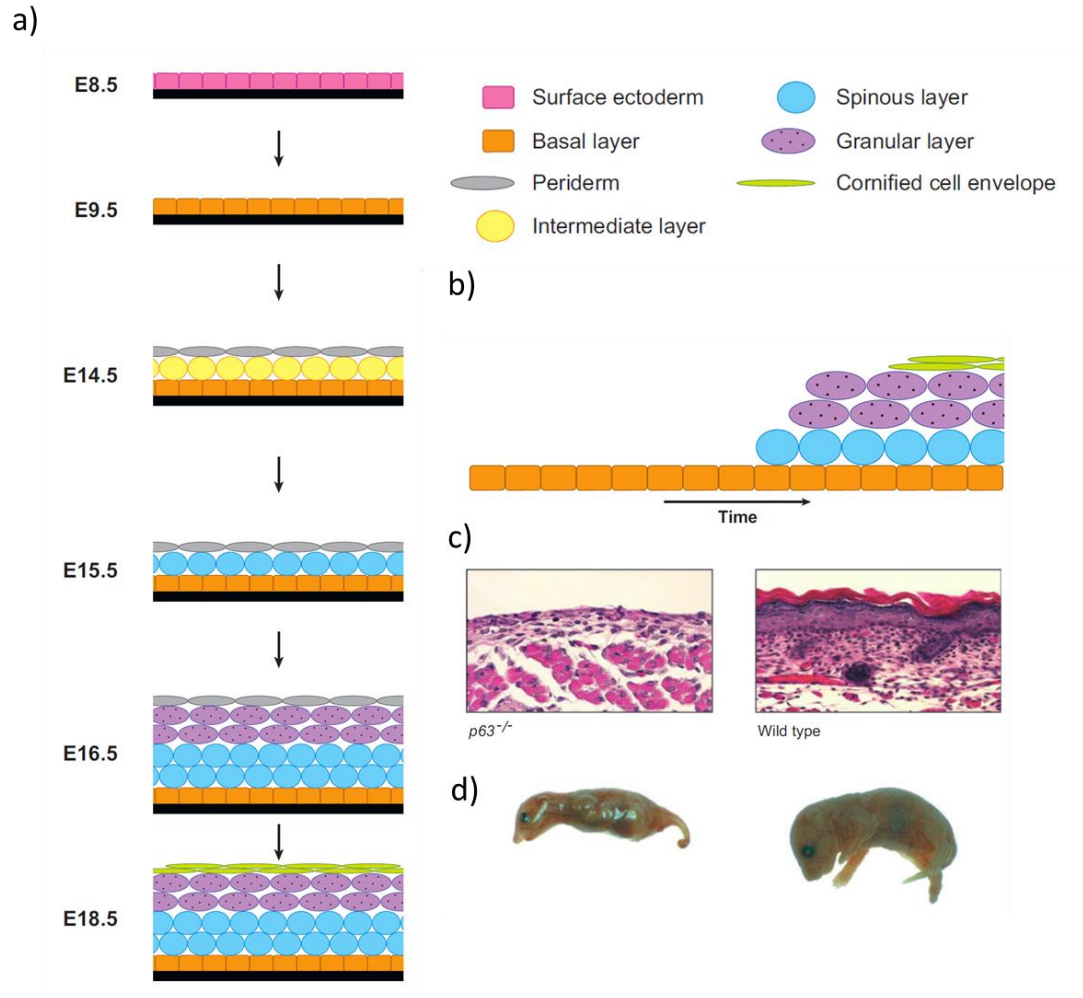 a)
E8.5
E9.5
E14.5
E15.5
E16.5
E18.5
Surface ectoderm
Basal layer
Periderm
Intermediate layer
Spinous layer
Granular layer
Cornified cell envelope
b)
Time
c)
p63-/-
Wild type
d)